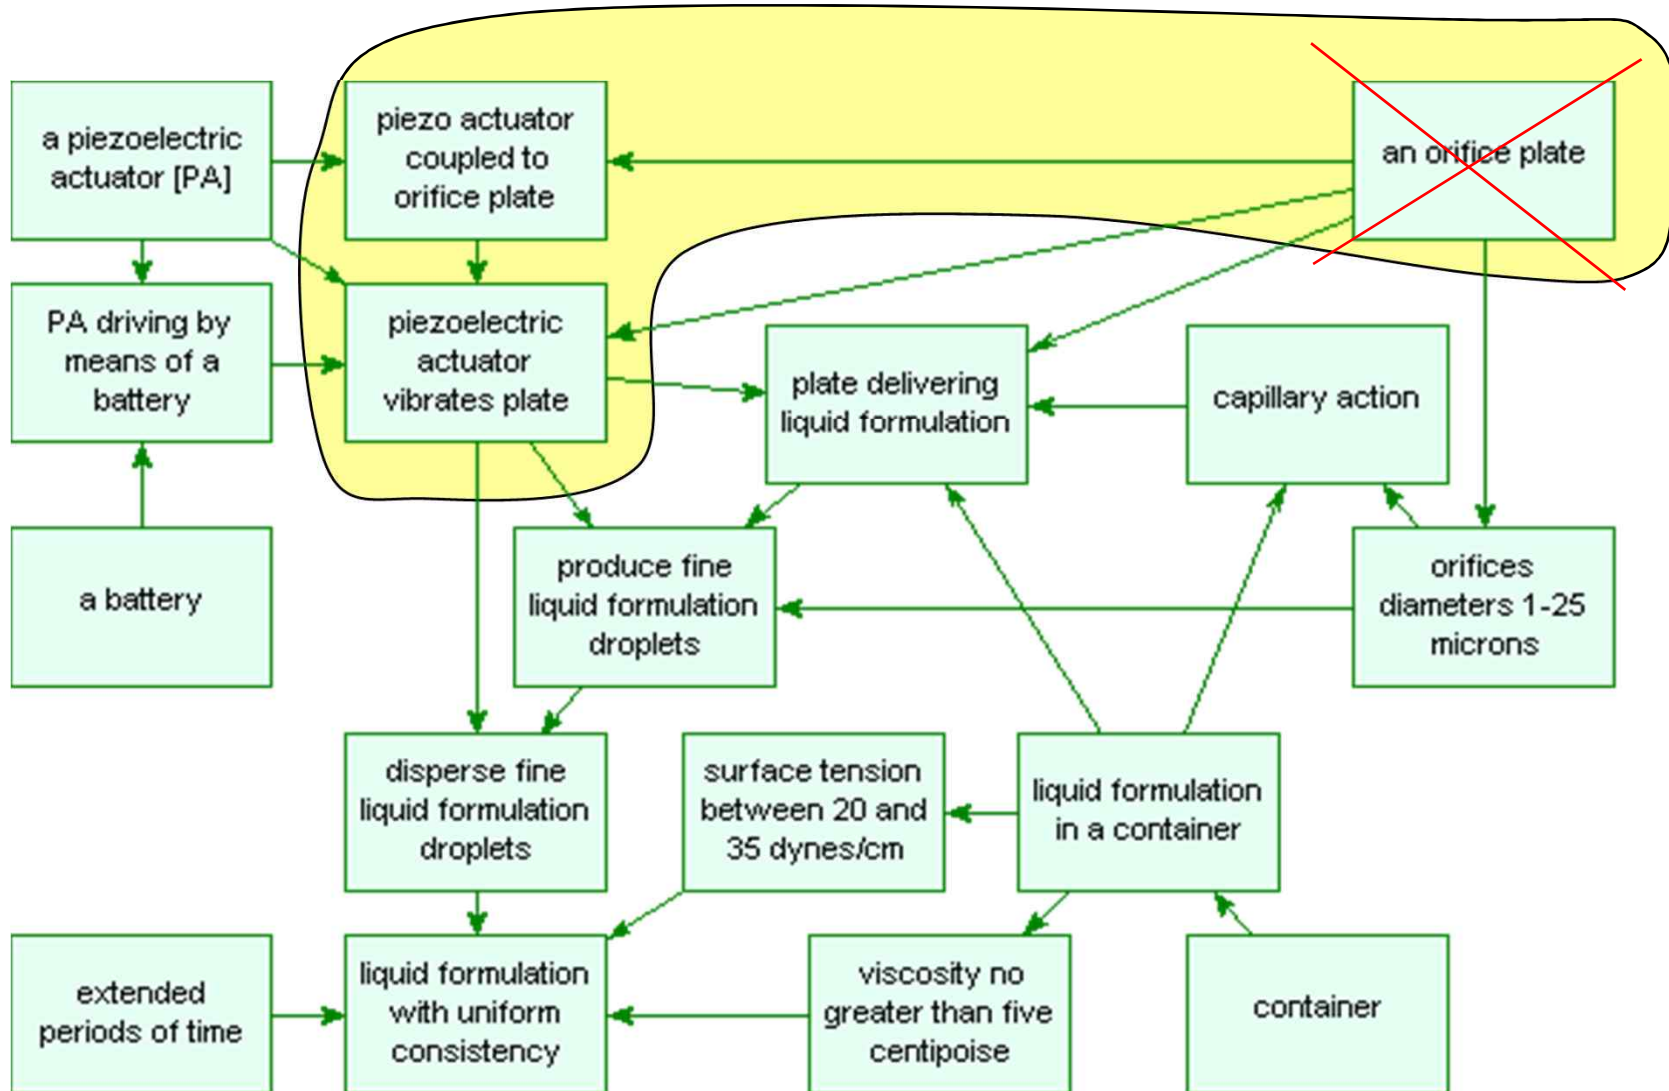 a piezoelectric
actuator [PA]
piezo actuator
coupled to
orifice plate
an orifice plate
PA driving by
means of a
battery
piezoelectric
actuator
vibrates plate
plate delivering
liquid formulation
capillary action
a battery
produce fine
liquid formulation
droplets
orifices
diameters 1-25
microns
disperse fine
liquid formulation
droplets
surface tension
between 20 and
35 dynes/cm
liquid formulation
in a container
extended
periods of time
liquid formulation
with uniform
consistency
viscosity no
greater than five
centipoise
container